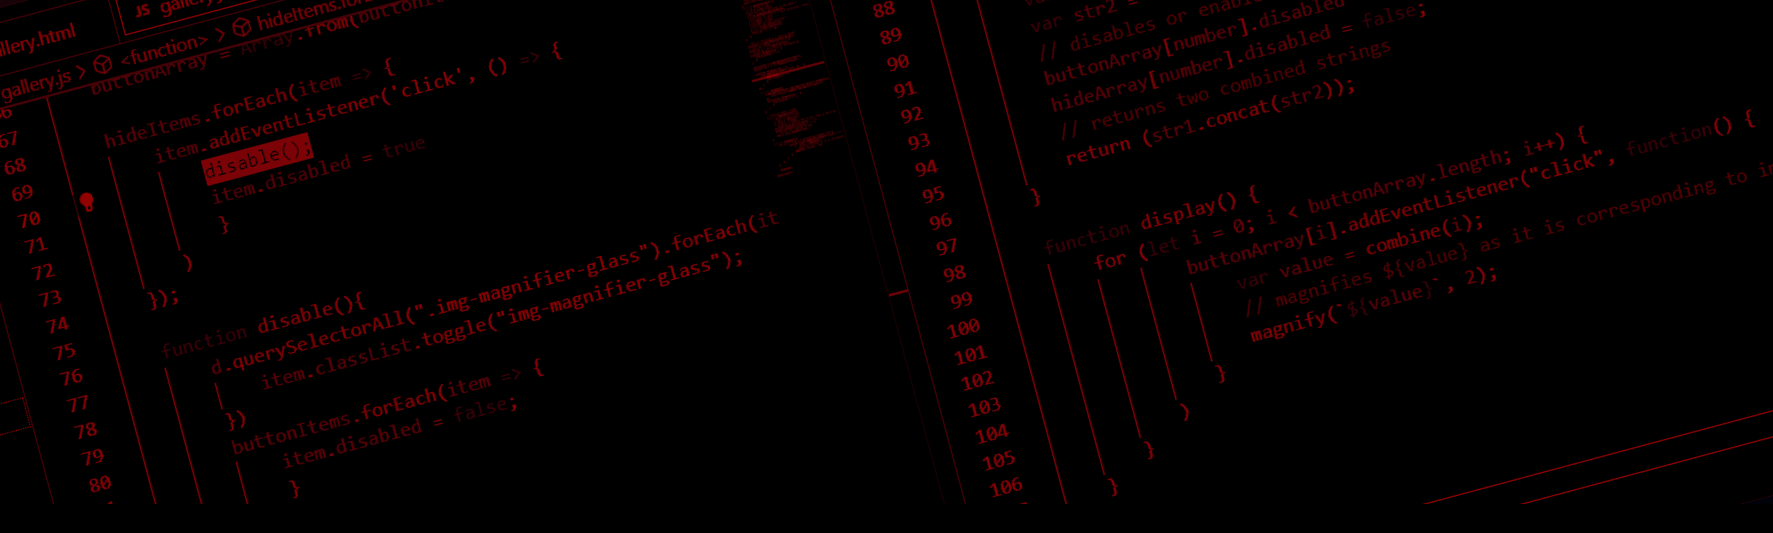 llery.html
JS gallery.j
gallery.js > <function> > hideItems.forE
buttonArray = Array.from(buttonIt
66
67
hideItems.forEach(item => {
68
item.addEventListener('click', () => {
69
disable();
70
item.disabled = true
71
}
72
)
73
});
74
75
function disable(){
76
d.querySelectorAll(".img-magnifier-glass").forEach(it
77
item.classList.toggle("img-magnifier-glass");
78
})
79
buttonItems.forEach(item => {
80
item.disabled = false;
}
88
var str2 =
89
// disables or enabl
90
buttonArray[number].disabled
91
hideArray[number].disabled = false;
92
// returns two combined strings
93
return (str1.concat(str2));
94
}
95
96
function display() {
97
for (let i = 0; i < buttonArray.length; i++) {
98
buttonArray[i].addEventListener("click", function() {
99
var value = combine(i);
100
// magnifies ${value} as it is corresponding to in
101
magnify(`${value}`, 2);
102
}
103
)
104
}
105
}
106